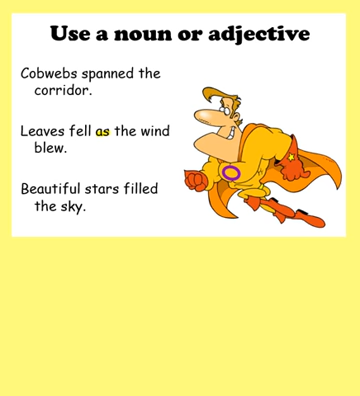 Use a noun or adjective
Cobwebs spanned the
corridor.
Leaves fell as the wind
blew.
Beautiful stars filled
the sky.